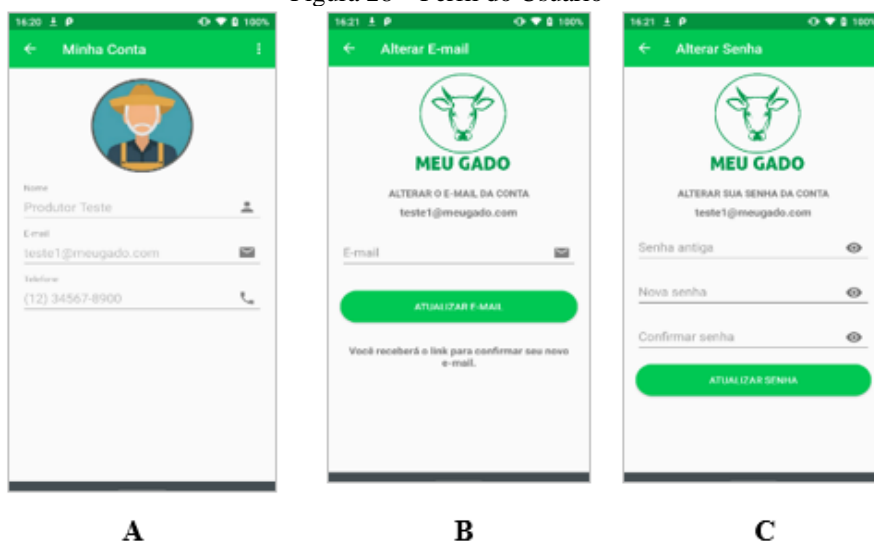 Figura 28 – Perfil do Usuário
16:20 100%
Minha Conta
Nome
Produtor Teste
E-mail
teste1@meugado.com
Telefone
(12) 34567-8900
A
16:21 100%
Alterar E-mail
MEU GADO
ALTERAR O E-MAIL DA CONTA
teste1@meugado.com
E-mail
ATUALIZAR E-MAIL
Você receberá o link para confirmar seu novo
e-mail.
B
16:21 100%
Alterar Senha
MEU GADO
ALTERAR SUA SENHA DA CONTA
teste1@meugado.com
Senha antiga
Nova senha
Confirmar senha
ATUALIZAR SENHA
C